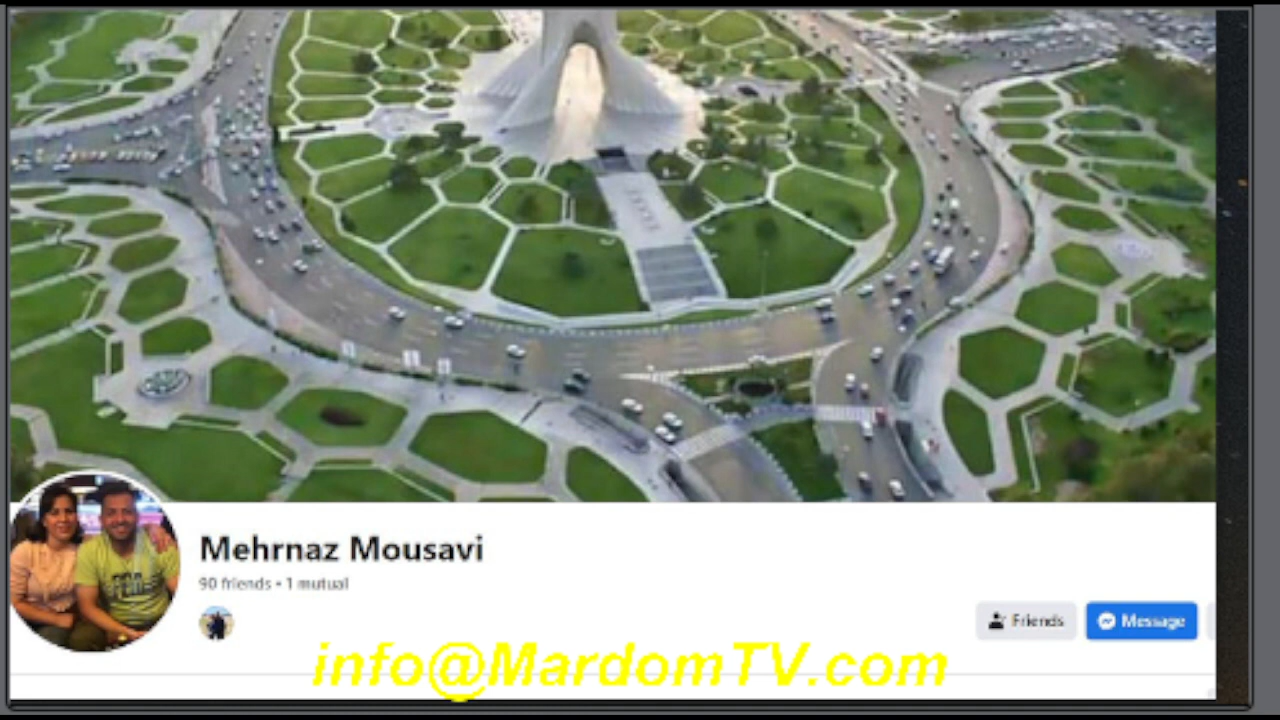 Mehrnaz Mousavi
90 friends • 1 mutual
Friends
Message
info@MardomTV.com